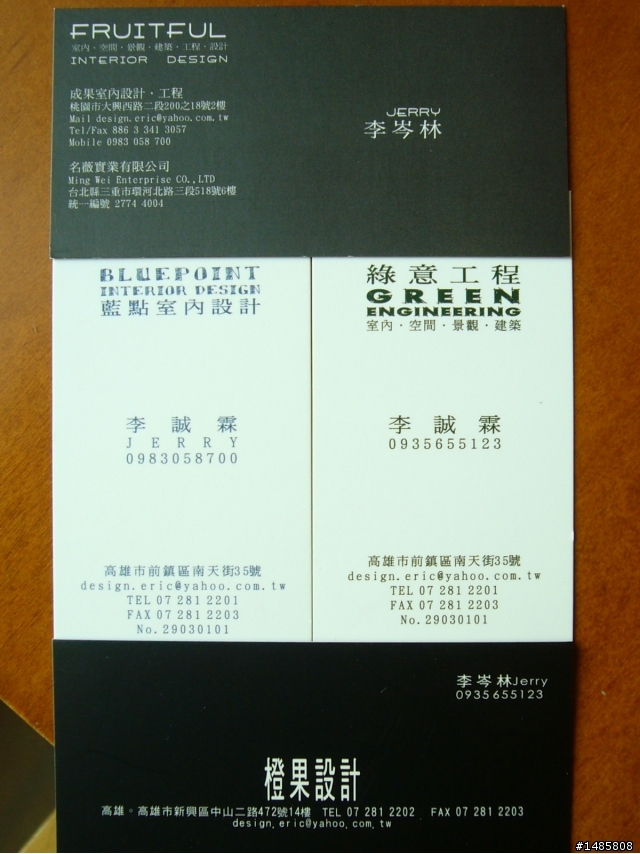 FRUITFUL
室內・空間・景觀・建築・工程・設計
INTERIOR DESIGN
成果室內設計・工程
桃園市大興西路二段200之18號2樓
Mail design.eric@yahoo.com.tw
Tel/Fax 886 3 341 3057
Mobile 0983 058 700
名薇實業有限公司
Ming Wei Enterprise CO.,LTD
台北縣三重市環河北路三段518號6樓
統一編號 2774 4004
JERRY
李岑林
BLUEPOINT
INTERIOR DESIGN
藍點室內設計
李誠霖
JERRY
0983058700
高雄市前鎮區南天街35號
design.eric@yahoo.com.tw
TEL 07 281 2201
FAX 07 281 2203
No.29030101
綠意工程
GREEN
ENGINEERING
室內・空間・景觀・建築
李誠霖
0935655123
高雄市前鎮區南天街35號
design.eric@yahoo.com.tw
TEL 07 281 2201
FAX 07 281 2203
No.29030101
李岑林Jerry
0935655123
橙果設計
高雄。高雄市新興區中山二路472號14樓 TEL 07 281 2202 FAX 07 281 2203
design.eric@yahoo.com.tw
#1485808